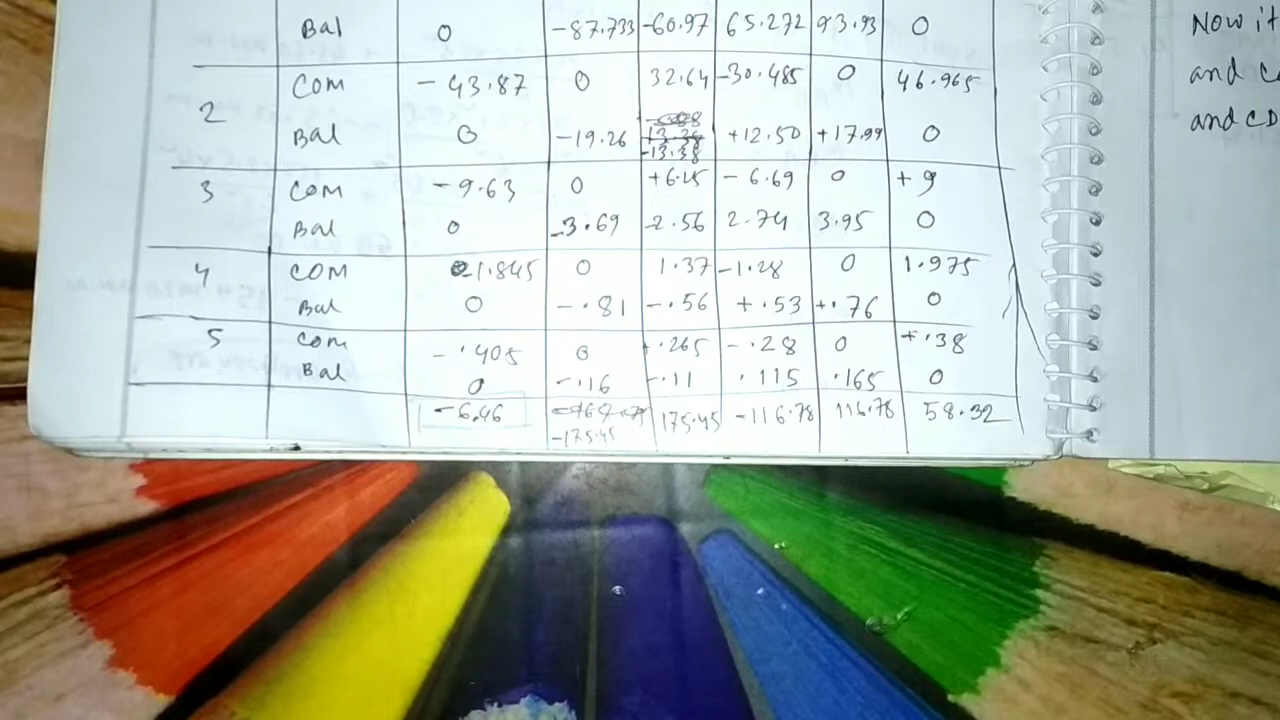 Bal 0 -87.733 -60.97 65.272 93.93 0
2 Com -43.87 0 32.64 -30.485 0 46.965
Bal 0 -19.26 -13.38 +12.50 +17.99 0
3 Com -9.63 0 +6.25 -6.69 0 +9
Bal 0 -3.69 -2.56 2.74 3.95 0
4 COM -1.845 0 1.37 -1.28 0 1.975
Bal 0 -.81 -.56 +.53 +.76 0
5 Com -.405 0 +.265 -.28 0 +.38
Bal 0 -.16 -.11 .115 .165 0
-6.46 -175.45 175.45 -116.78 116.78 58.32
Now it
and
and CD